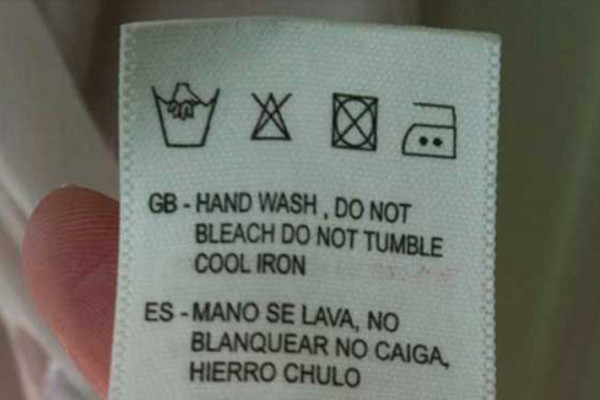 GB - HAND WASH , DO NOT
BLEACH DO NOT TUMBLE
COOL IRON
ES - MANO SE LAVA, NO
BLANQUEAR NO CAIGA,
HIERRO CHULO